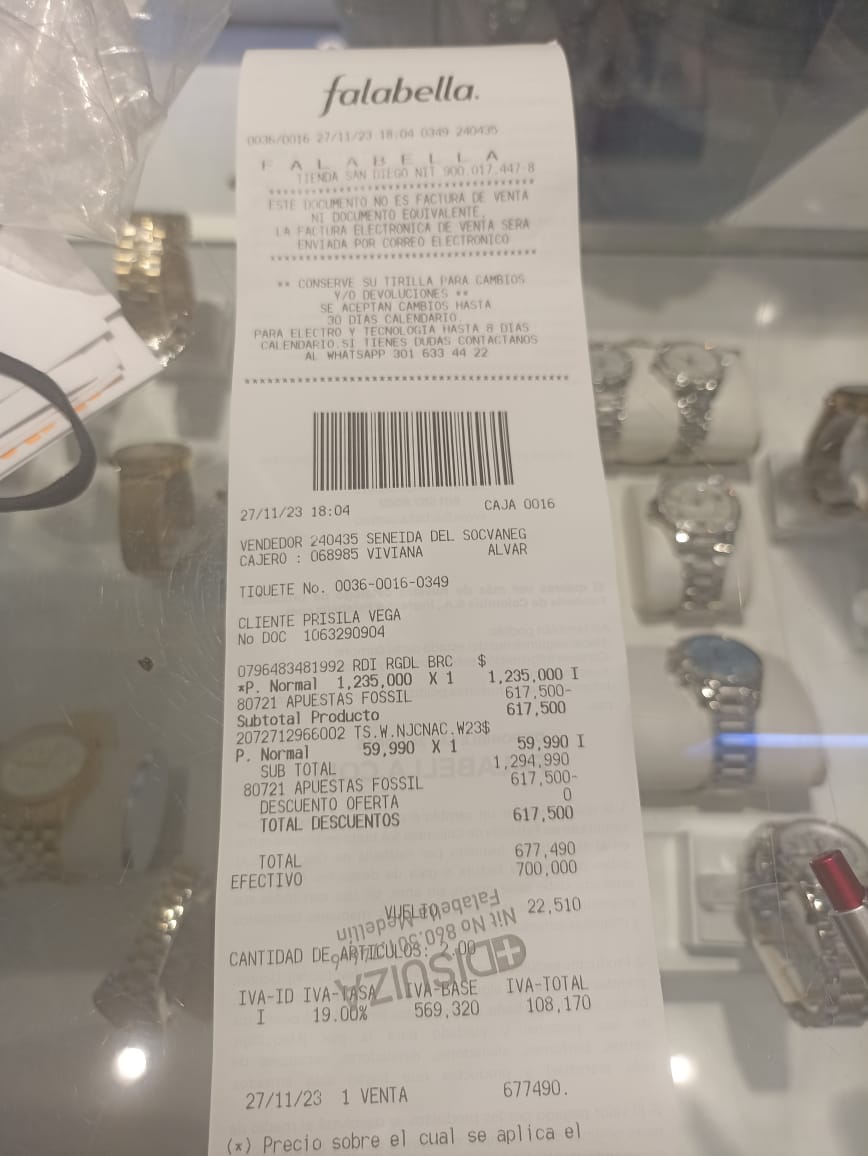 falabella.
0036/0016 27/11/23 18:04 0349 240435
F A L A B E L L A
TIENDA SAN DIEGO NIT 900.017.447-8
ESTE DOCUMENTO NO ES FACTURA DE VENTA
NI DOCUMENTO EQUIVALENTE.
LA FACTURA ELECTRONICA DE VENTA SERA
ENVIADA POR CORREO ELECTRONICO
** CONSERVE SU TIRILLA PARA CAMBIOS
Y/O DEVOLUCIONES **
SE ACEPTAN CAMBIOS HASTA
30 DIAS CALENDARIO.
PARA ELECTRO Y TECNOLOGIA HASTA 8 DIAS
CALENDARIO.SI TIENES DUDAS CONTACTANOS
AL WHATSAPP 301 633 44 22
27/11/23 18:04 CAJA 0016
VENDEDOR 240435 SENEIDA DEL SOCVANEG
CAJERO : 068985 VIVIANA ALVAR
TIQUETE No. 0036-0016-0349
CLIENTE PRISILA VEGA
No DOC 1063290904
0796483481992 RDI RGDL BRC $
*P. Normal 1,235,000 X 1 1,235,000 I
80721 APUESTAS FOSSIL 617,500-
Subtotal Producto 617,500
2072712966002 TS.W.NJCNAC.W23$
P. Normal 59,990 X 1 59,990 I
SUB TOTAL 1,294,990
80721 APUESTAS FOSSIL 617,500-
DESCUENTO OFERTA 0
TOTAL DESCUENTOS 617,500
TOTAL 677,490
EFECTIVO 700,000
VUELTO 22,510
Falabella Medellin
Nit No 860.50
CANTIDAD DE ARTICULOS: 2.00
DISUIZA
IVA-ID IVA-TASA IVA-BASE IVA-TOTAL
I 19.00% 569,320 108,170
27/11/23 1 VENTA 677490.
(*) Precio sobre el cual se aplica el